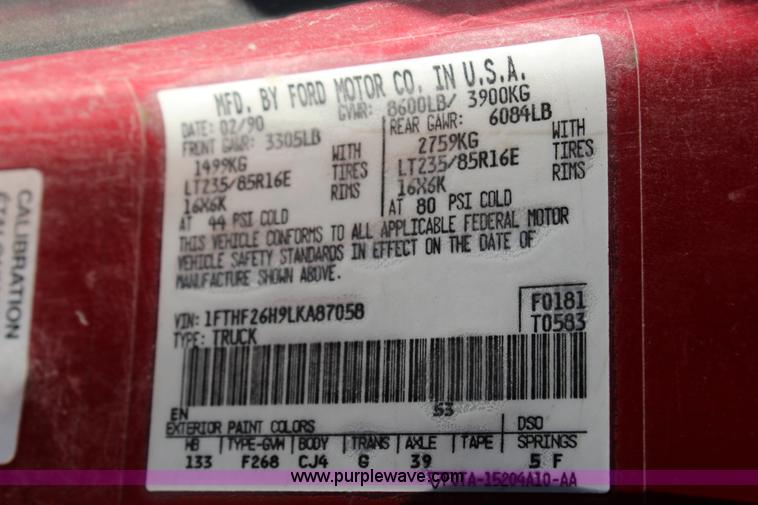 MFD. BY FORD MOTOR CO. IN U.S.A.
DATE: 02/90 GVWR: 8600LB/ 3900KG
FRONT GAWR: 3305LB REAR GAWR: 6084LB
1499KG WITH 2759KG WITH
LT235/85R16E TIRES LT235/85R16E TIRES
16X6K RIMS 16X6K RIMS
AT 44 PSI COLD AT 80 PSI COLD
THIS VEHICLE CONFORMS TO ALL APPLICABLE FEDERAL MOTOR
VEHICLE SAFETY STANDARDS IN EFFECT ON THE DATE OF
MANUFACTURE SHOWN ABOVE.
VIN: 1FTHF26H9LKA87058 F0181
TYPE: TRUCK T0583
EN 53
EXTERIOR PAINT COLORS DSO
WB TYPE-GVW BODY TRANS AXLE TAPE SPRINGS
133 F268 CJ4 G 39 5 F
CALIBRATION
www.purplewave.com